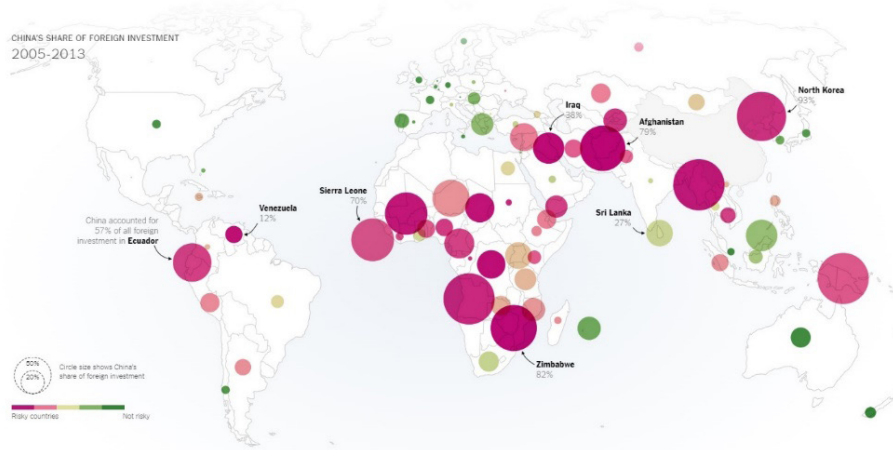 CHINA'S SHARE OF FOREIGN INVESTMENT
2005-2013
North Korea
93%
Iraq
38%
Afghanistan
79%
Sierra Leone
70%
Venezuela
12%
Sri Lanka
27%
China accounted for
57% of all foreign
investment in Ecuador
Zimbabwe
82%
50%
20%
Circle size shows China's
share of foreign investment
Risky countries
Not risky